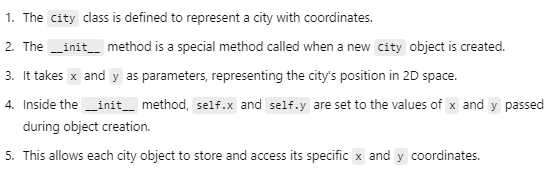 1. The city class is defined to represent a city with coordinates.
2. The __init__ method is a special method called when a new city object is created.
3. It takes x and y as parameters, representing the city's position in 2D space.
4. Inside the __init__ method, self.x and self.y are set to the values of x and y passed
during object creation.
5. This allows each city object to store and access its specific x and y coordinates.